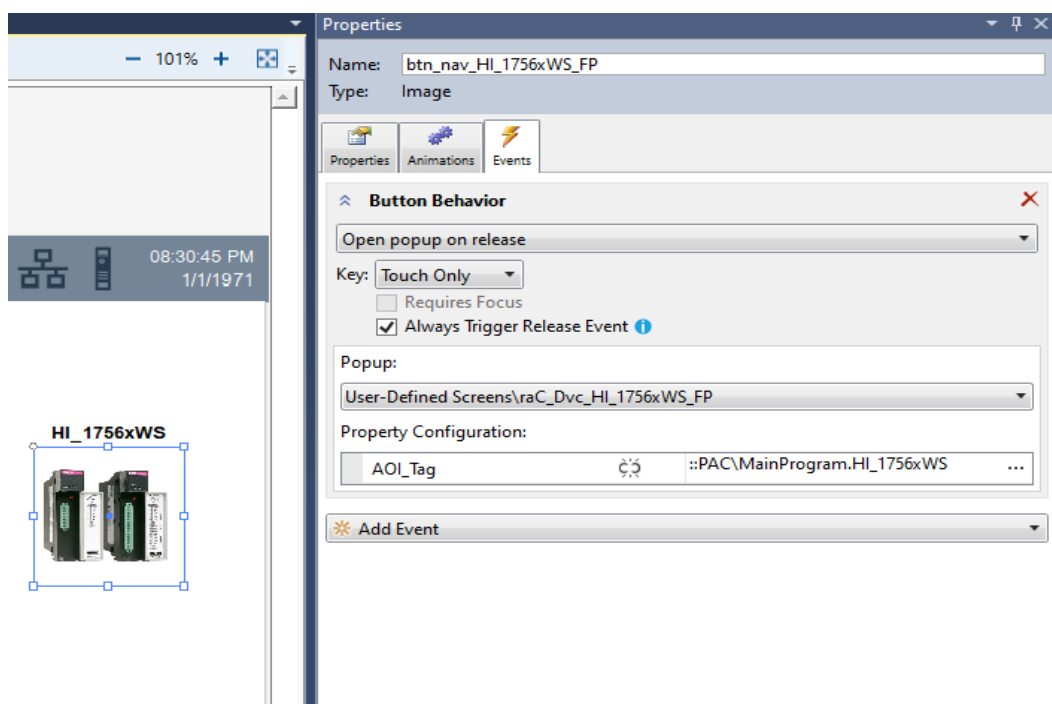 Properties
101%
Name: btn_nav_HI_1756xWS_FP
Type: Image
Properties Animations Events
Button Behavior
Open popup on release
Key: Touch Only
Requires Focus
Always Trigger Release Event
Popup:
User-Defined Screens\raC_Dvc_HI_1756xWS_FP
Property Configuration:
AOI_Tag ::PAC\MainProgram.HI_1756xWS ...
Add Event
08:30:45 PM
1/1/1971
HI_1756xWS